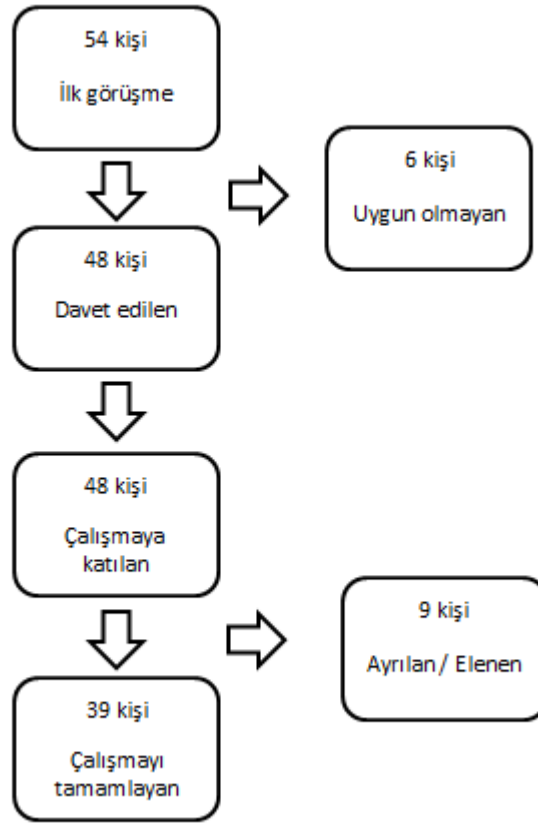 54 kişi
İlk görüşme
6 kişi
Uygun olmayan
48 kişi
Davet edilen
48 kişi
Çalışmaya
katılan
9 kişi
Ayrılan / Elenen
39 kişi
Çalışmayı
tamamlayan